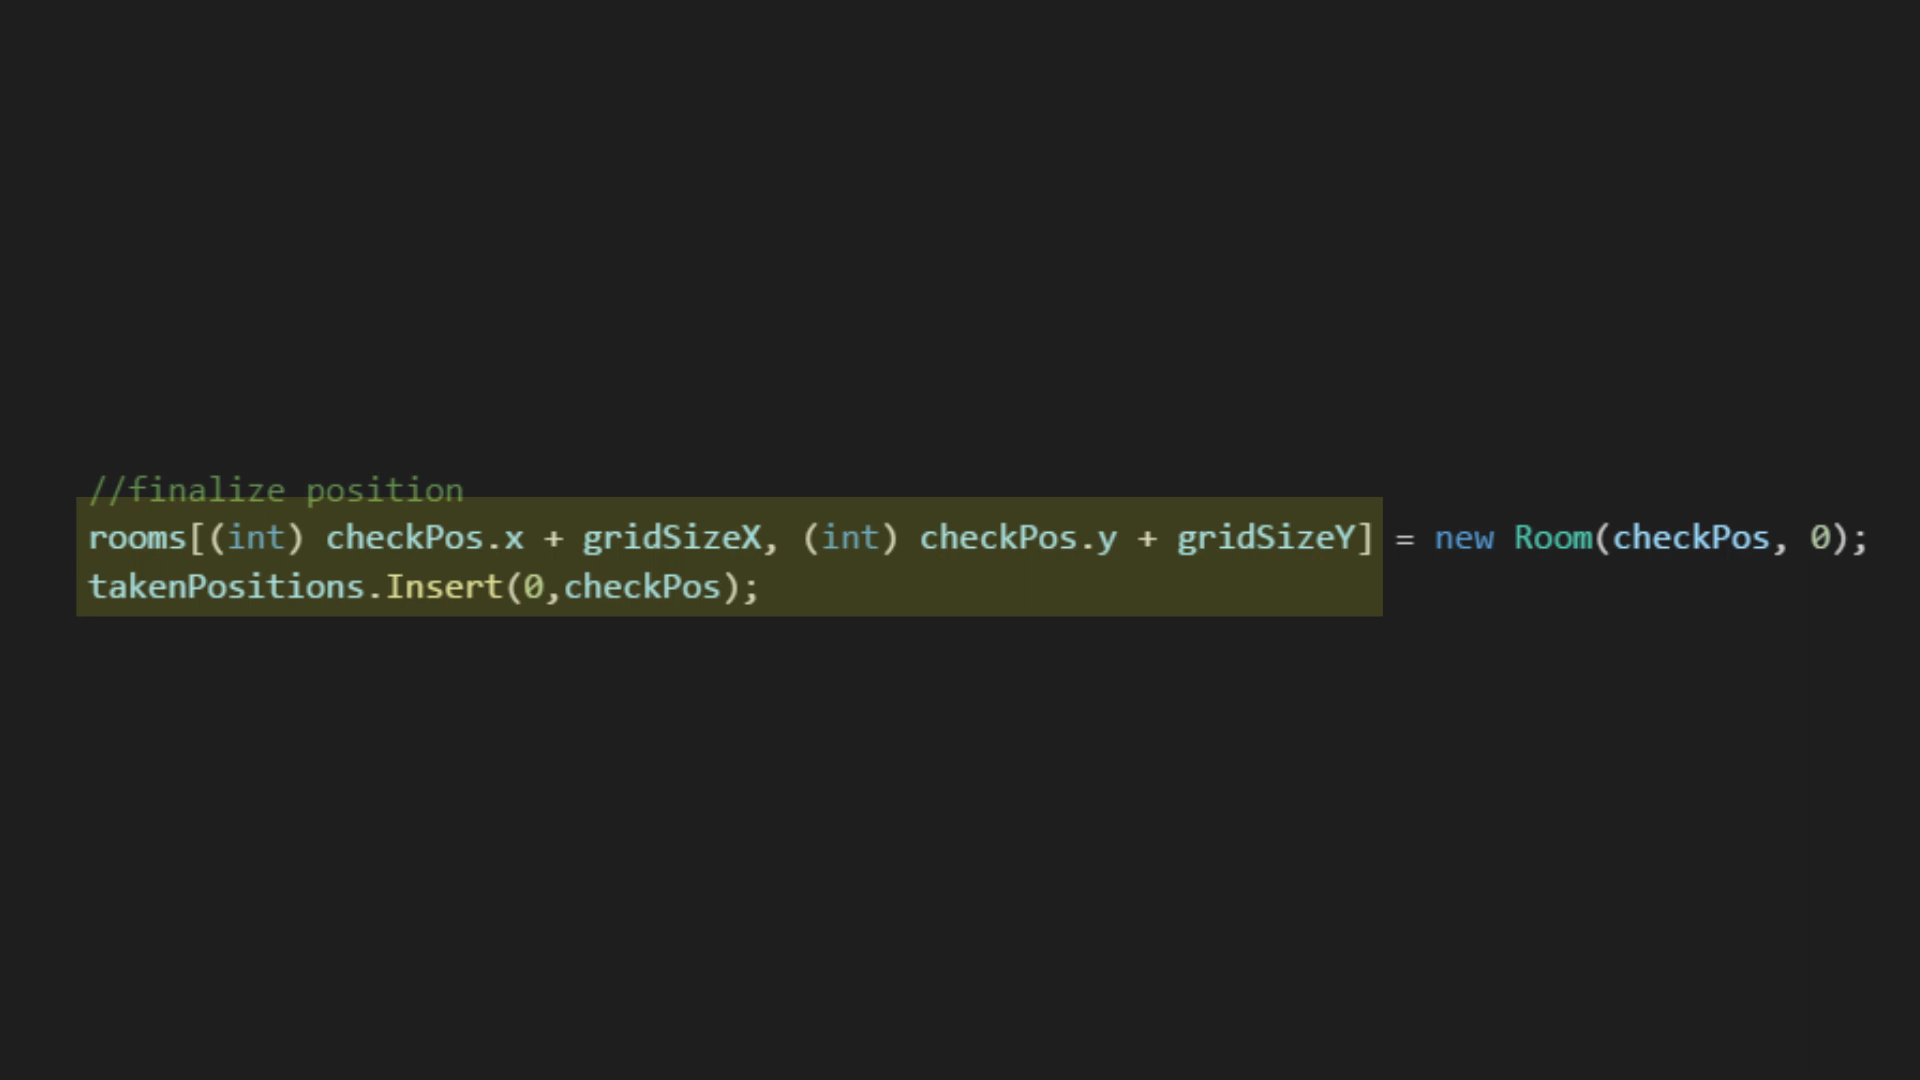 //finalize position
rooms[(int) checkPos.x + gridSizeX, (int) checkPos.y + gridSizeY] = new Room(checkPos, 0);
takenPositions.Insert(0,checkPos);